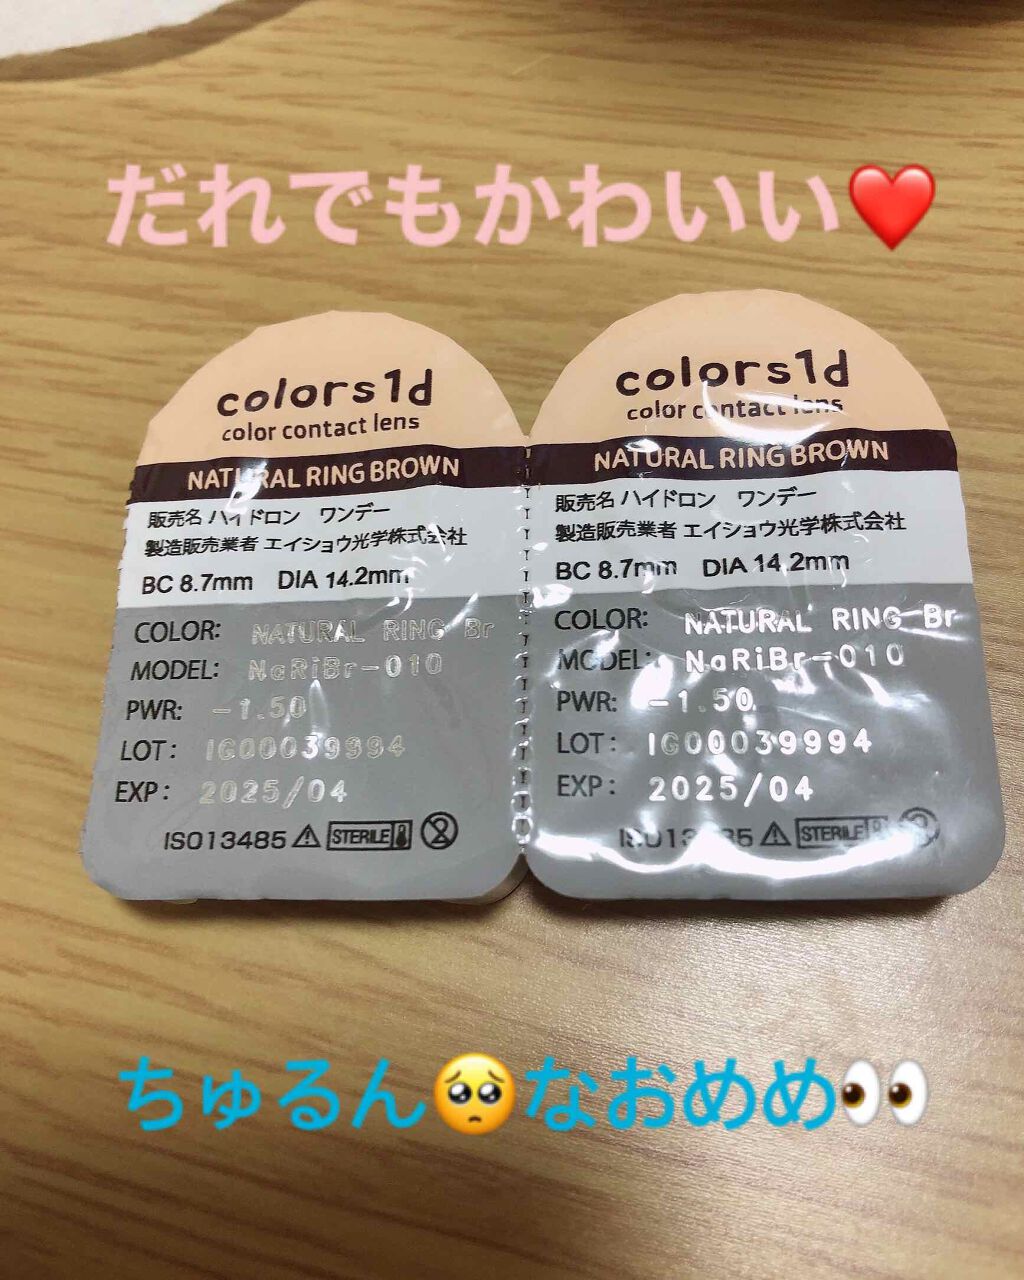 だれでもかわいい❤️
colors1d
color contact lens
NATURAL RING BROWN
販売名 ハイドロン ワンデー
製造販売業者 エイショウ光学株式会社
BC 8.7mm DIA 14.2mm
COLOR: NATURAL RING Br
MODEL: NaRiBr-010
PWR: -1.50
LOT: IG00039994
EXP: 2025/04
ISO13485 STERILE
colors1d
color contact lens
NATURAL RING BROWN
販売名 ハイドロン ワンデー
製造販売業者 エイショウ光学株式会社
BC 8.7mm DIA 14.2mm
COLOR: NATURAL RING Br
MODEL: NaRiBr-010
PWR: -1.50
LOT: IG00039994
EXP: 2025/04
ISO13485 STERILE
ちゅるん🥺なおめめ👀